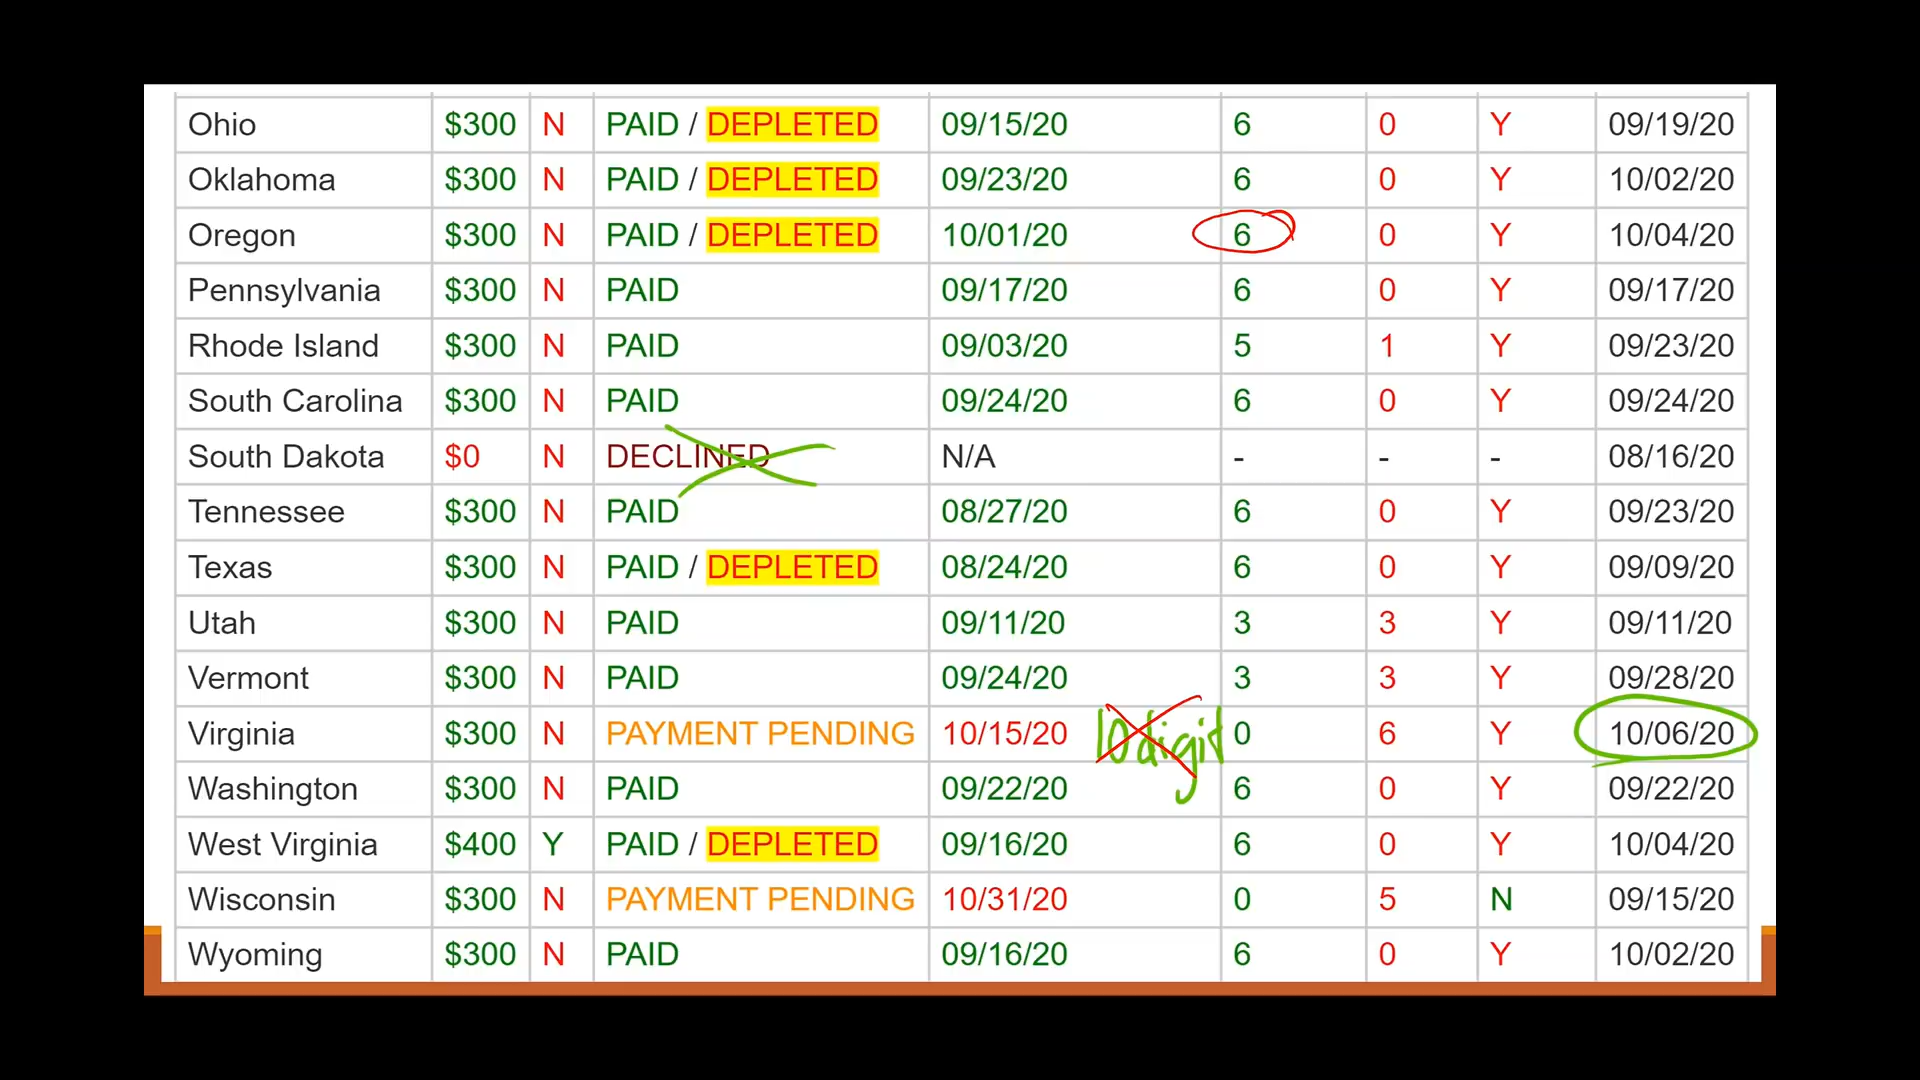 Ohio $300 N PAID / DEPLETED 09/15/20 6 0 Y 09/19/20
Oklahoma $300 N PAID / DEPLETED 09/23/20 6 0 Y 10/02/20
Oregon $300 N PAID / DEPLETED 10/01/20 6 0 Y 10/04/20
Pennsylvania $300 N PAID 09/17/20 6 0 Y 09/17/20
Rhode Island $300 N PAID 09/03/20 5 1 Y 09/23/20
South Carolina $300 N PAID 09/24/20 6 0 Y 09/24/20
South Dakota $0 N DECLINED N/A - - - 08/16/20
Tennessee $300 N PAID 08/27/20 6 0 Y 09/23/20
Texas $300 N PAID / DEPLETED 08/24/20 6 0 Y 09/09/20
Utah $300 N PAID 09/11/20 3 3 Y 09/11/20
Vermont $300 N PAID 09/24/20 3 3 Y 09/28/20
Virginia $300 N PAYMENT PENDING 10/15/20 10 digit 0 6 Y 10/06/20
Washington $300 N PAID 09/22/20 6 0 Y 09/22/20
West Virginia $400 Y PAID / DEPLETED 09/16/20 6 0 Y 10/04/20
Wisconsin $300 N PAYMENT PENDING 10/31/20 0 5 N 09/15/20
Wyoming $300 N PAID 09/16/20 6 0 Y 10/02/20